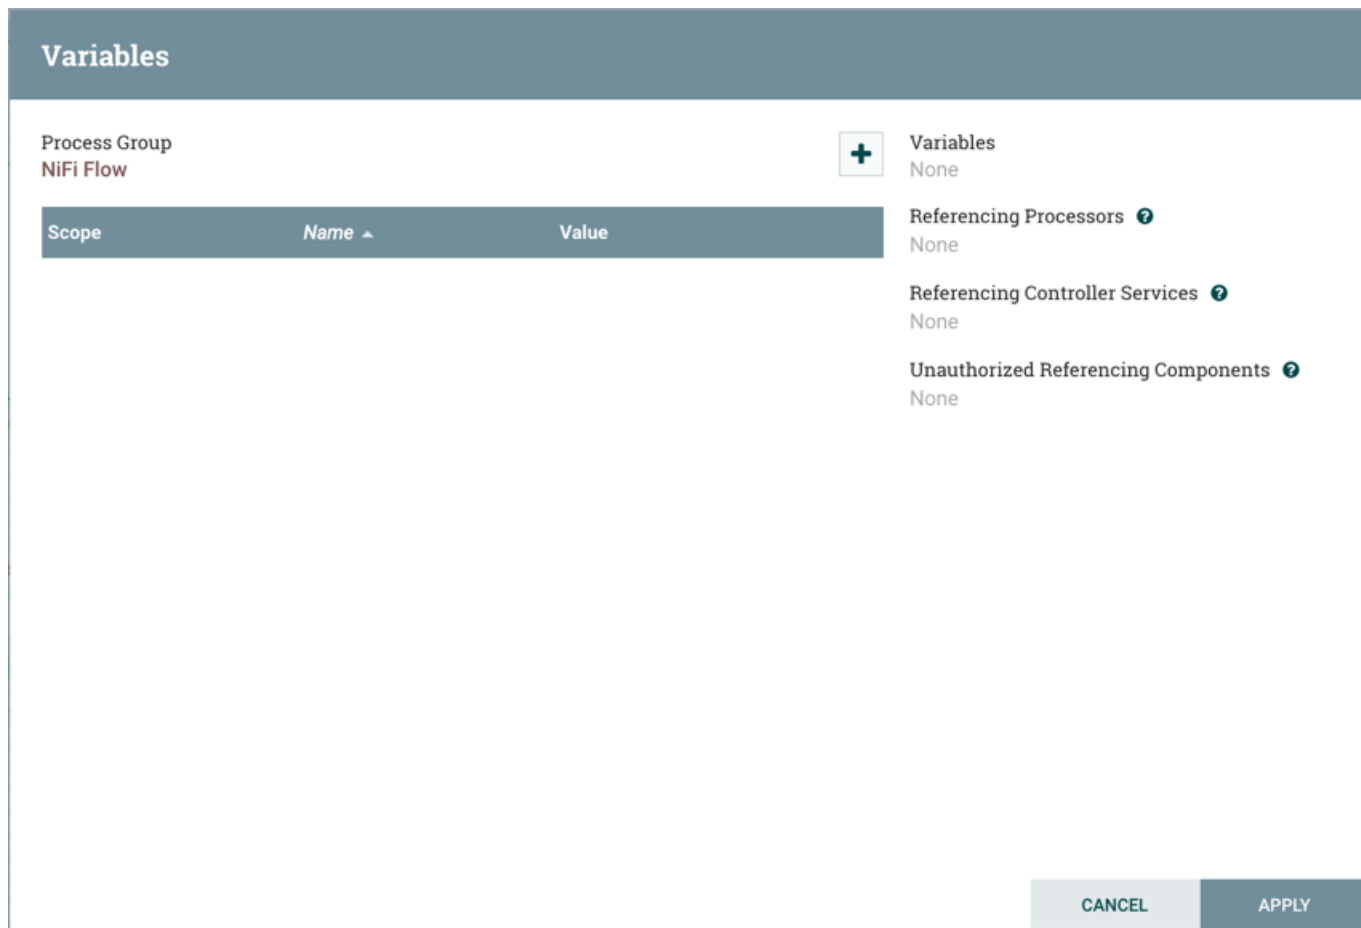 Variables
Process Group
NiFi Flow
Scope Name Value
Variables
None
Referencing Processors
None
Referencing Controller Services
None
Unauthorized Referencing Components
None
CANCEL APPLY